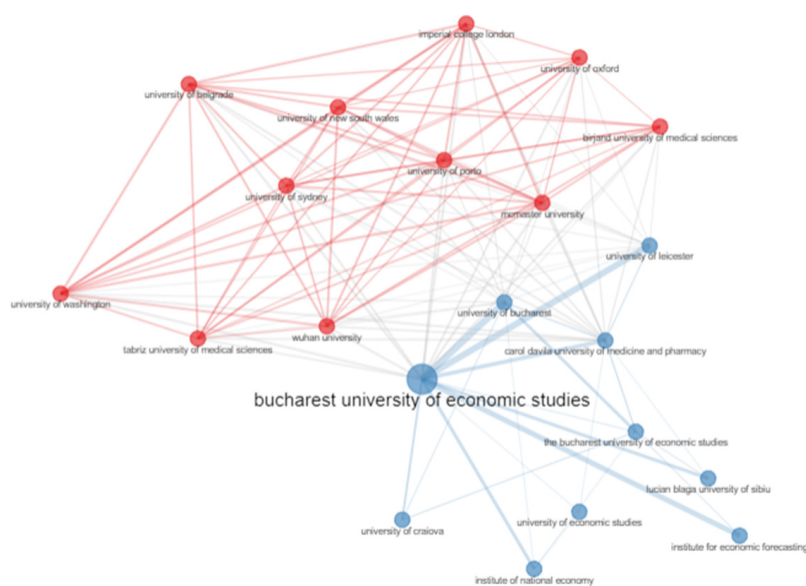 imperial college london
university of oxford
university of belgrade
university of new south wales
birjand university of medical sciences
university of porto
university of sydney
mcmaster university
university of leicester
university of washington
university of bucharest
wuhan university
tabriz university of medical sciences
carol davila university of medicine and pharmacy
bucharest university of economic studies
the bucharest university of economic studies
lucian blaga university of sibiu
university of craiova
university of economic studies
institute for economic forecasting
institute of national economy